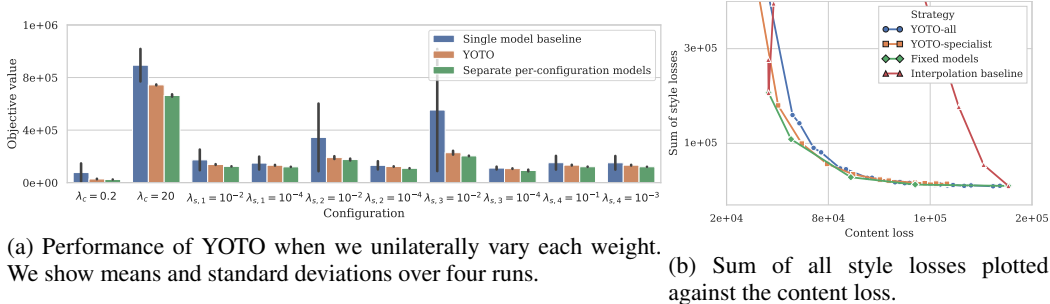 1e+06
8e+05
4e+05
0e+00
Objective value
Single model baseline
YOTO
Separate per-configuration models
λc = 0.2
λc = 20
λs, 1 = 10−2
λs, 1 = 10−4
λs, 2 = 10−2
λs, 2 = 10−4
λs, 3 = 10−2
λs, 3 = 10−4
λs, 4 = 10−1
λs, 4 = 10−3
Configuration
(a) Performance of YOTO when we unilaterally vary each weight.
We show means and standard deviations over four runs.
3e+05
1e+05
Sum of style losses
Strategy
YOTO-all
YOTO-specialist
Fixed models
Interpolation baseline
2e+04
8e+04
1e+05
2e+05
Content loss
(b) Sum of all style losses plotted
against the content loss.